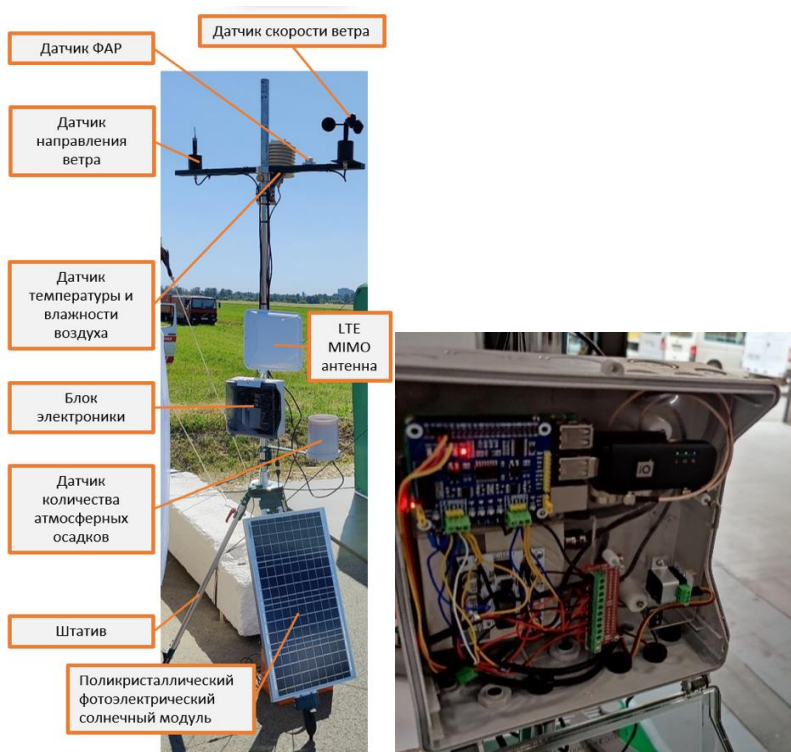 Датчик скорости ветра
Датчик ФАР
Датчик
направления
ветра
Датчик
температуры и
влажности
воздуха
LTE
MIMO
антенна
Блок
электроники
Датчик
количества
атмосферных
осадков
Штатив
Поликристаллический
фотоэлектрический
солнечный модуль
iO